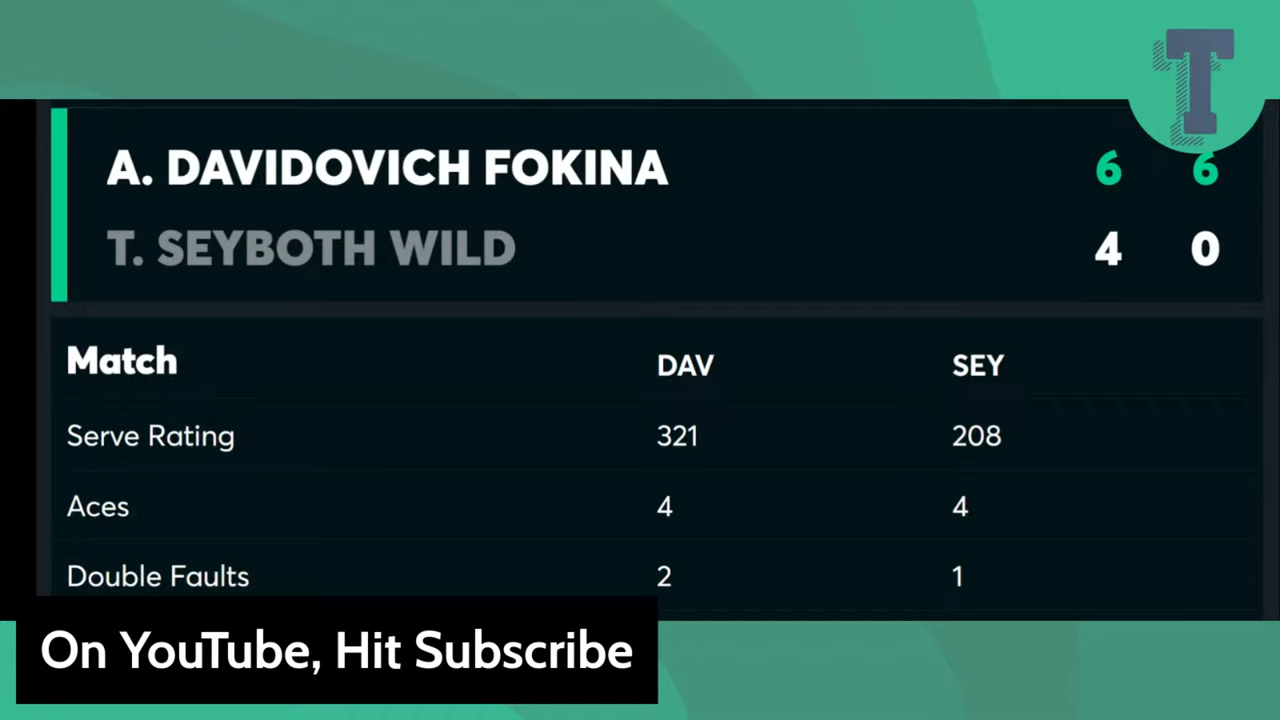 T
A. DAVIDOVICH FOKINA 6 6
T. SEYBOTH WILD 4 0
Match DAV SEY
Serve Rating 321 208
Aces 4 4
Double Faults 2 1
On YouTube, Hit Subscribe